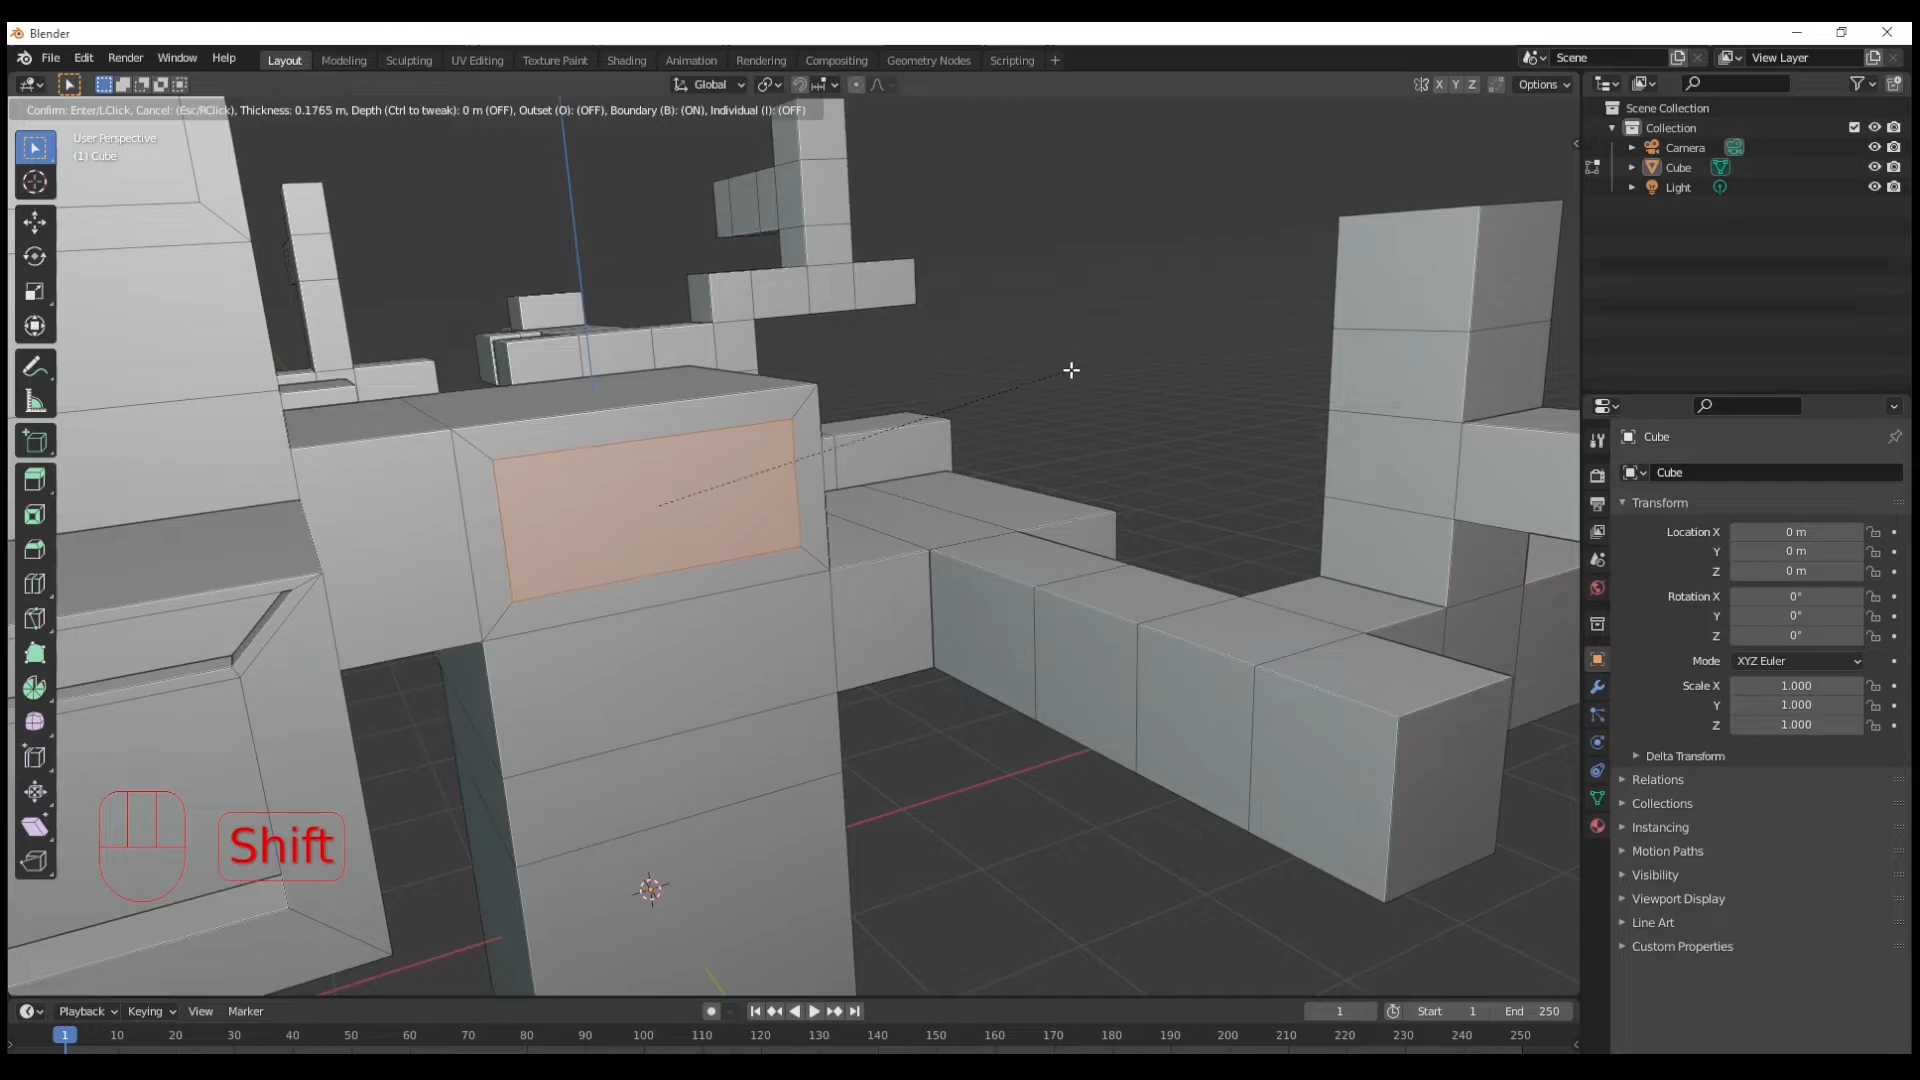 Blender
File Edit Render Window Help
Layout Modeling Sculpting UV Editing Texture Paint Shading Animation Rendering Compositing Geometry Nodes Scripting +
Scene
View Layer
Global
X Y Z
Options
Confirm: Enter/LClick, Cancel: (Esc/RClick), Thickness: 0.1765 m, Depth (Ctrl to tweak): 0 m (OFF), Outset (O): (OFF), Boundary (B): (ON), Individual (I): (OFF)
User Perspective
(1) Cube
Scene Collection
Collection
Camera
Cube
Light
Cube
Cube
Transform
Location X 0 m
Y 0 m
Z 0 m
Rotation X 0°
Y 0°
Z 0°
Mode XYZ Euler
Scale X 1.000
Y 1.000
Z 1.000
Delta Transform
Relations
Collections
Instancing
Motion Paths
Visibility
Viewport Display
Line Art
Custom Properties
Shift
Playback Keying View Marker
1 Start 1 End 250
1 10 20 30 40 50 60 70 80 90 100 110 120 130 140 150 160 170 180 190 200 210 220 230 240 250